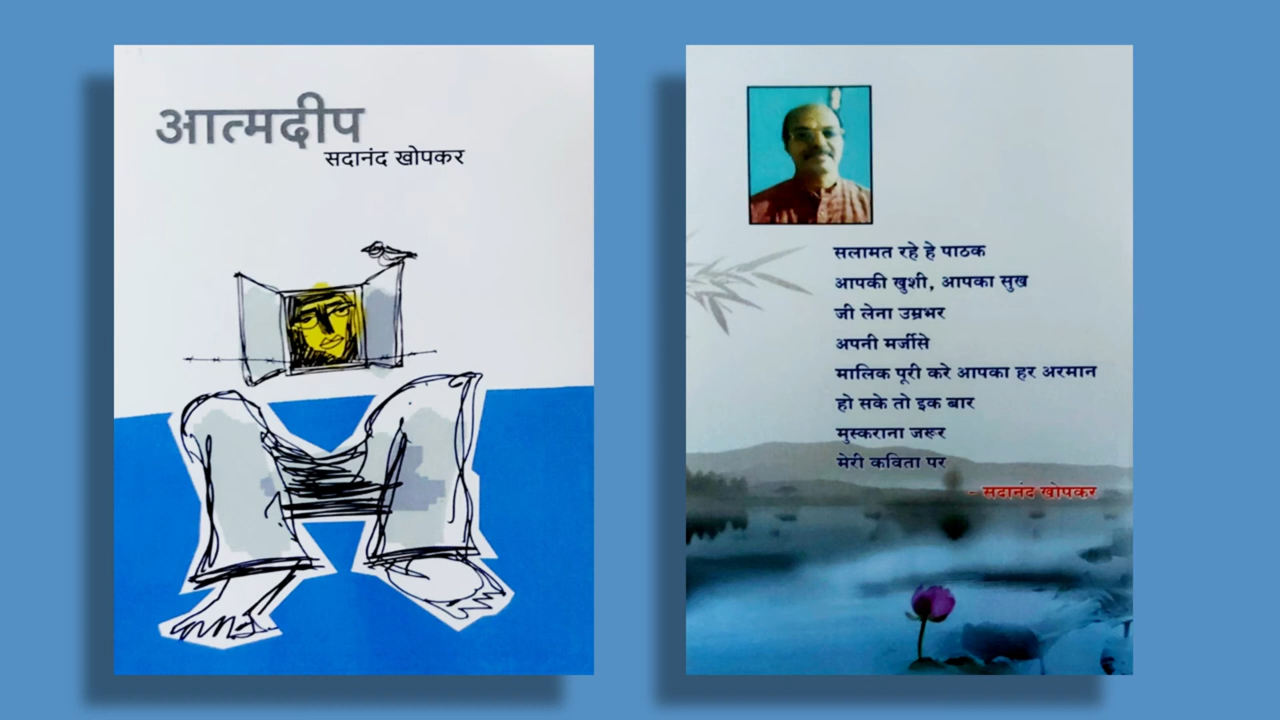 आत्मदीप
सदानंद खोपकर
सलामत रहे हे पाठक
आपकी खुशी, आपका सुख
जी लेना उम्रभर
अपनी मर्जीसे
मालिक पूरी करे आपका हर अरमान
हो सके तो इक बार
मुस्कराना जरूर
मेरी कविता पर
- सदानंद खोपकर